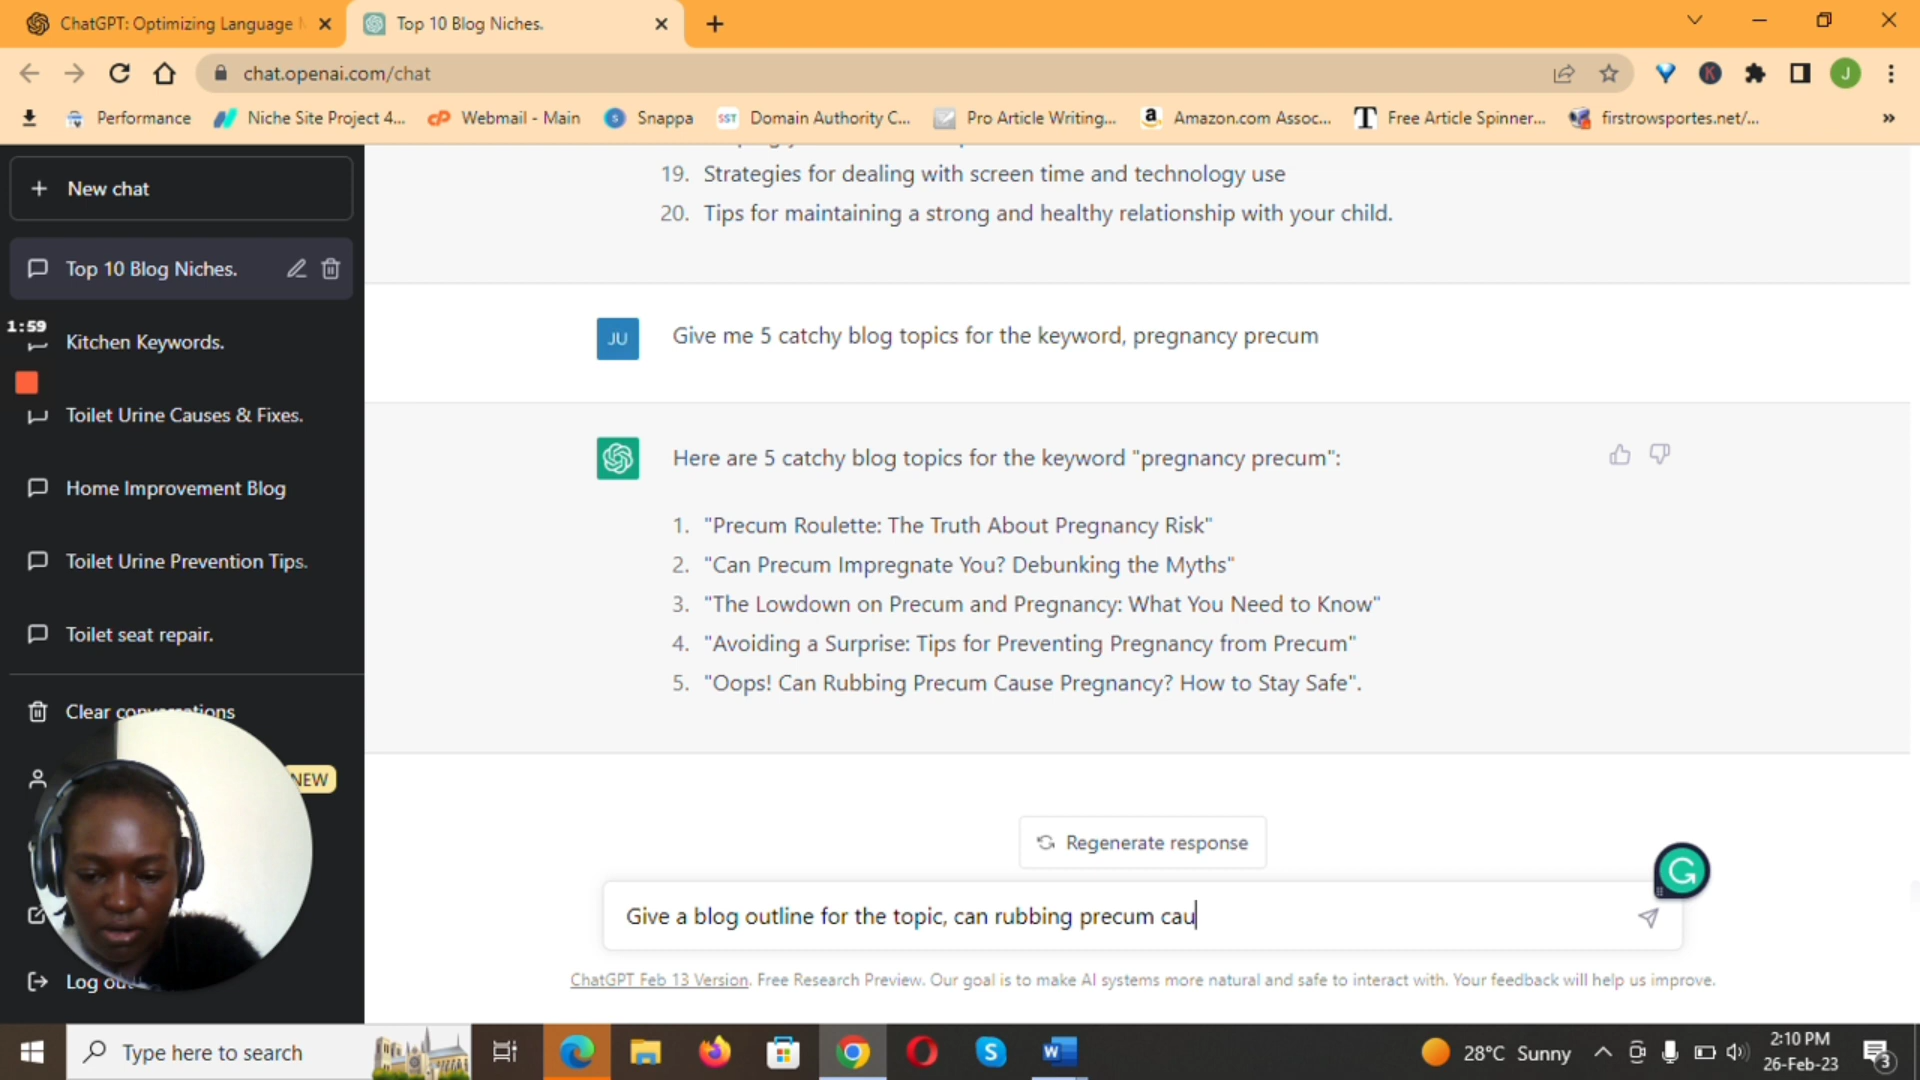 ChatGPT: Optimizing Language
Top 10 Blog Niches.
chat.openai.com/chat
K
J
Performance
Niche Site Project 4...
cP
Webmail - Main
S
Snappa
SST
Domain Authority C...
Pro Article Writing...
a
Amazon.com Assoc...
T
Free Article Spinner...
firstrowsportes.net/...
»
+ New chat
Top 10 Blog Niches.
1:59
Kitchen Keywords.
Toilet Urine Causes & Fixes.
Home Improvement Blog
Toilet Urine Prevention Tips.
Toilet seat repair.
Clear conversations
NEW
Log out
19. Strategies for dealing with screen time and technology use
20. Tips for maintaining a strong and healthy relationship with your child.
JU
Give me 5 catchy blog topics for the keyword, pregnancy precum
Here are 5 catchy blog topics for the keyword "pregnancy precum":
1. "Precum Roulette: The Truth About Pregnancy Risk"
2. "Can Precum Impregnate You? Debunking the Myths"
3. "The Lowdown on Precum and Pregnancy: What You Need to Know"
4. "Avoiding a Surprise: Tips for Preventing Pregnancy from Precum"
5. "Oops! Can Rubbing Precum Cause Pregnancy? How to Stay Safe".
Regenerate response
G
Give a blog outline for the topic, can rubbing precum cau
ChatGPT Feb 13 Version. Free Research Preview. Our goal is to make AI systems more natural and safe to interact with. Your feedback will help us improve.
Type here to search
S
W
28°C Sunny
2:10 PM
26-Feb-23
3